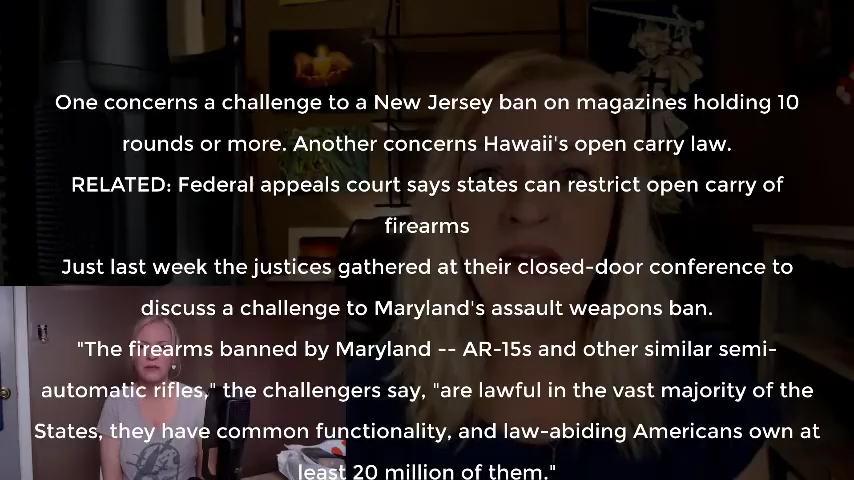 One concerns a challenge to a New Jersey ban on magazines holding 10
rounds or more. Another concerns Hawaii's open carry law.
RELATED: Federal appeals court says states can restrict open carry of
firearms
Just last week the justices gathered at their closed-door conference to
discuss a challenge to Maryland's assault weapons ban.
"The firearms banned by Maryland -- AR-15s and other similar semi-
automatic rifles," the challengers say, "are lawful in the vast majority of the
States, they have common functionality, and law-abiding Americans own at
least 20 million of them."